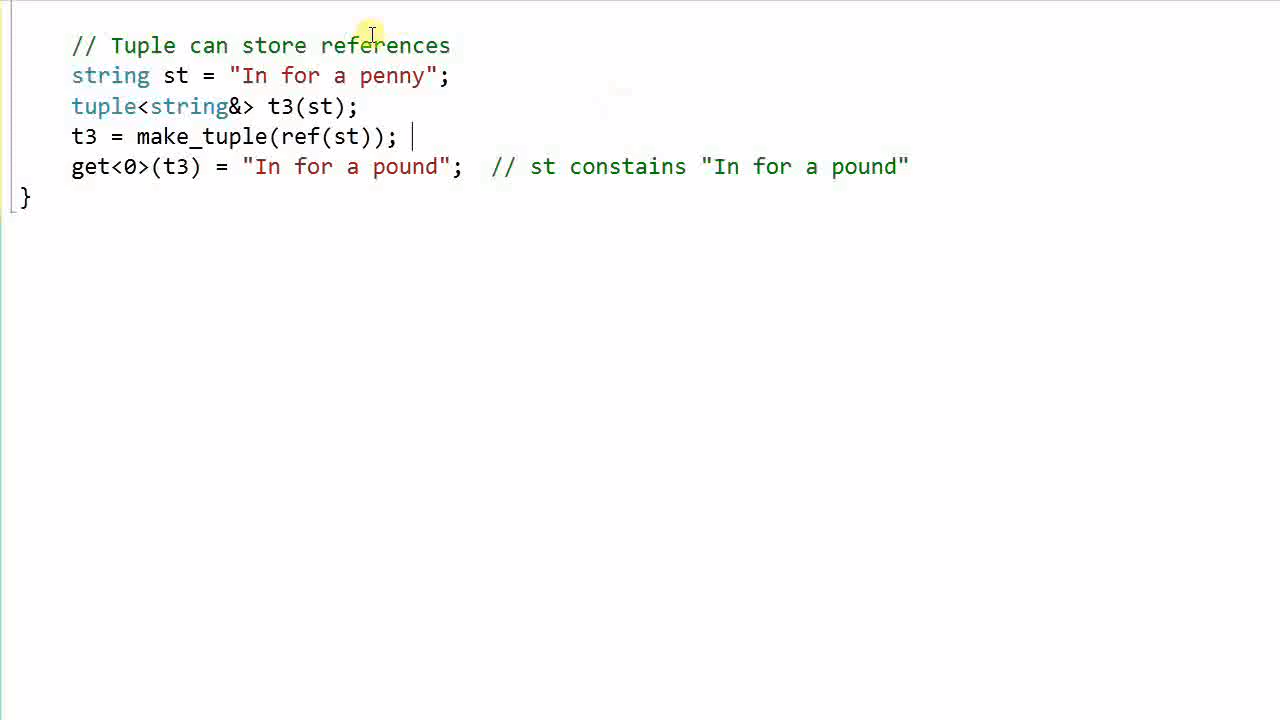 // Tuple can store references
string st = "In for a penny";
tuple<string&> t3(st);
t3 = make_tuple(ref(st));
get<0>(t3) = "In for a pound";  // st constains "In for a pound"
}